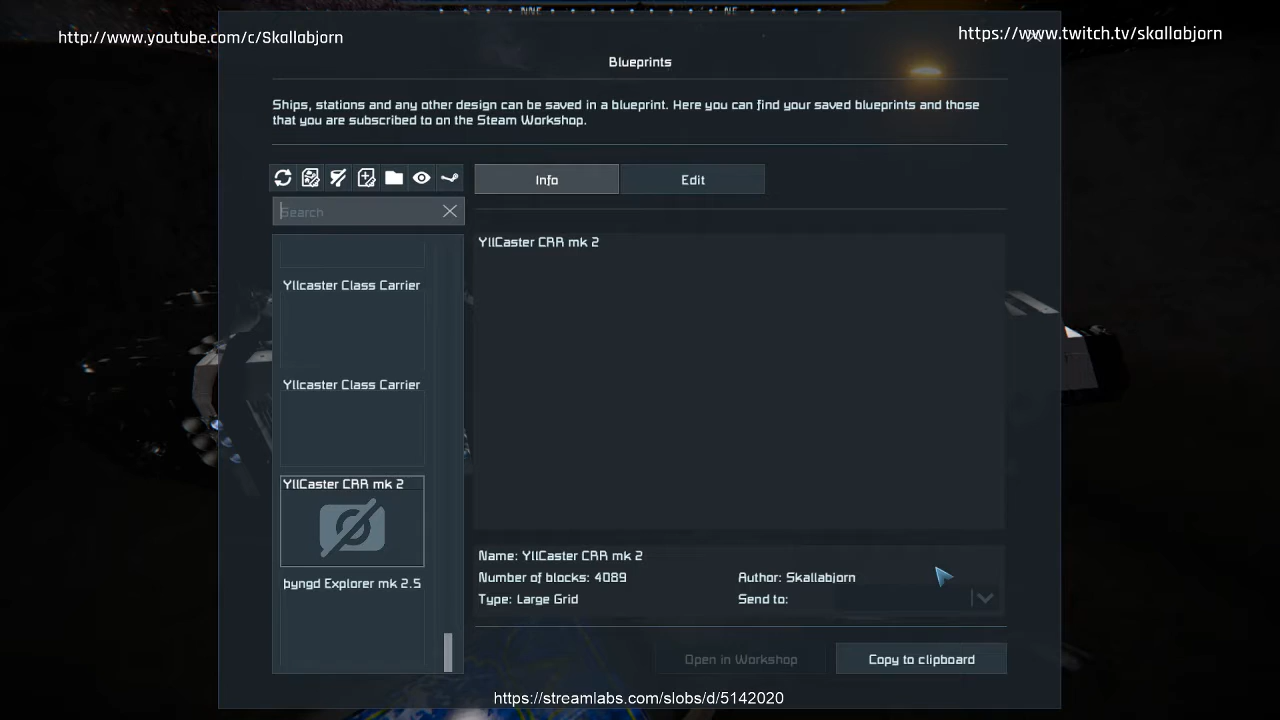 NNE
NE
http://www.youtube.com/c/Skallabjorn
https://www.twitch.tv/skallabjorn
Blueprints
Ships, stations and any other design can be saved in a blueprint. Here you can find your saved blueprints and those
that you are subscribed to on the Steam Workshop.
Info
Edit
Search
YllCaster CRR mk 2
Yllcaster Class Carrier
Yllcaster Class Carrier
YllCaster CRR mk 2
þyngd Explorer mk 2.5
Name: YllCaster CRR mk 2
Number of blocks: 4089
Author: Skallabjorn
Type: Large Grid
Send to:
Open in Workshop
Copy to clipboard
https://streamlabs.com/slobs/d/5142020